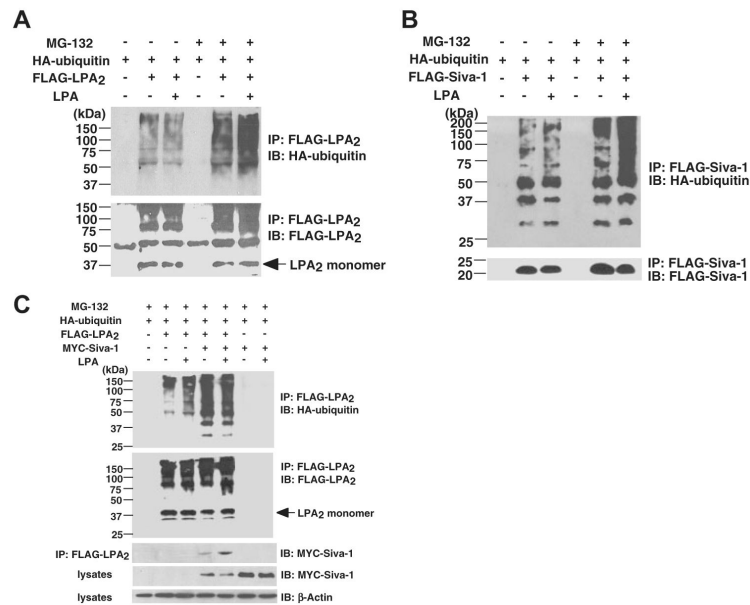 A
MG-132 - - - + + +
HA-ubiquitin + + + + + +
FLAG-LPA2 - + + - + +
LPA - - + - - +
(kDa)
150
100
75
50
37
IP: FLAG-LPA2
IB: HA-ubiquitin
150
100
75
50
37
IP: FLAG-LPA2
IB: FLAG-LPA2
LPA2 monomer
B
MG-132 - - - + + +
HA-ubiquitin + + + + + +
FLAG-Siva-1 - + + - + +
LPA - - + - - +
(kDa)
200
150
100
75
50
37
25
IP: FLAG-Siva-1
IB: HA-ubiquitin
25
20
IP: FLAG-Siva-1
IB: FLAG-Siva-1
C
MG-132 + + + + + + +
HA-ubiquitin + + + + + + +
FLAG-LPA2 - + + + + - -
MYC-Siva-1 - - - + + + +
LPA - - + - + - +
(kDa)
150
100
75
50
37
25
IP: FLAG-LPA2
IB: HA-ubiquitin
150
100
75
50
37
25
IP: FLAG-LPA2
IB: FLAG-LPA2
LPA2 monomer
IP: FLAG-LPA2 IB: MYC-Siva-1
lysates IB: MYC-Siva-1
lysates IB: β-Actin